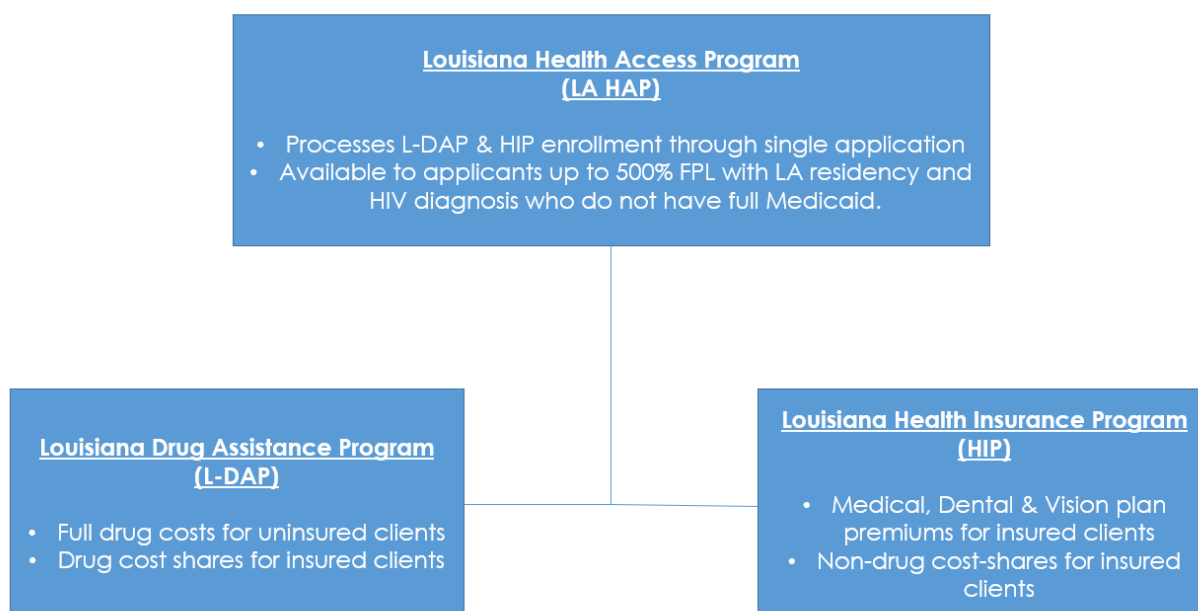 Louisiana Health Access Program
(LA HAP)
• Processes L-DAP & HIP enrollment through single application
• Available to applicants up to 500% FPL with LA residency and
HIV diagnosis who do not have full Medicaid.
Louisiana Drug Assistance Program
(L-DAP)
• Full drug costs for uninsured clients
• Drug cost shares for insured clients
Louisiana Health Insurance Program
(HIP)
• Medical, Dental & Vision plan
premiums for insured clients
• Non-drug cost-shares for insured
clients